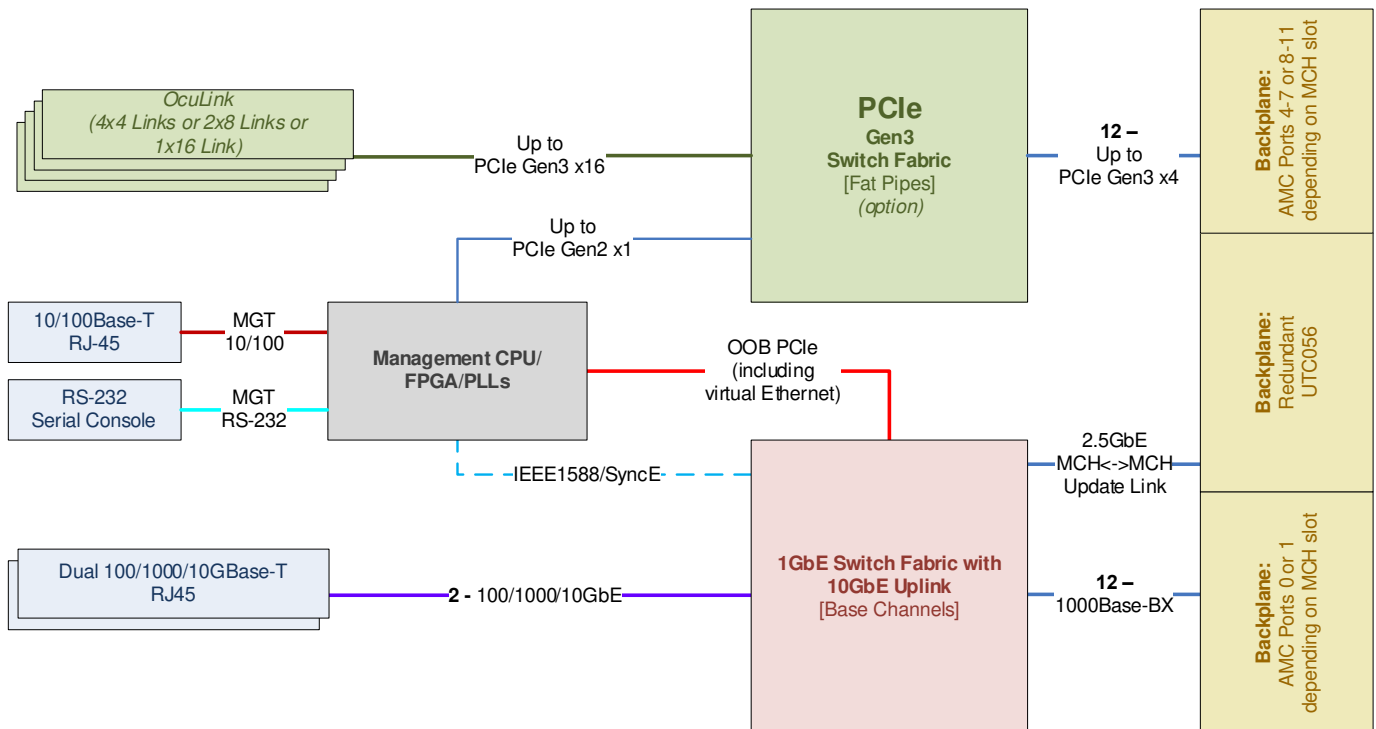 OcuLink
(4x4 Links or 2x8 Links or
1x16 Link)
Up to
PCIe Gen3 x16
PCIe
Gen3
Switch Fabric
[Fat Pipes]
(option)
12 –
Up to
PCIe Gen3 x4
Backplane:
AMC Ports 4-7 or 8-11
depending on MCH slot
Up to
PCIe Gen2 x1
10/100Base-T
RJ-45
MGT
10/100
Management CPU/
FPGA/PLLs
OOB PCIe
(including
virtual Ethernet)
Backplane:
Redundant
UTC056
RS-232
Serial Console
MGT
RS-232
IEEE1588/SyncE
2.5GbE
MCH<->MCH
Update Link
Dual 100/1000/10GBase-T
RJ45
2 - 100/1000/10GbE
1GbE Switch Fabric with
10GbE Uplink
[Base Channels]
12 –
1000Base-BX
Backplane:
AMC Ports 0 or 1
depending on MCH slot